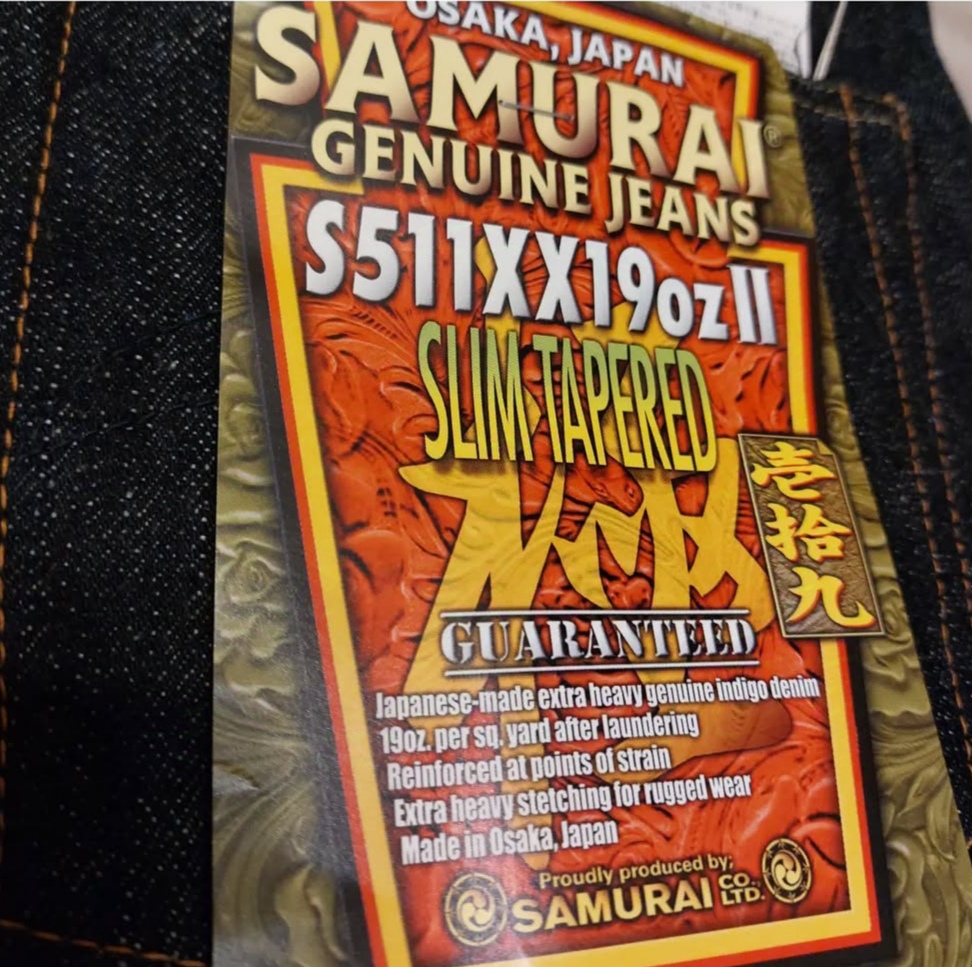 OSAKA, JAPAN
SAMURAI®
GENUINE JEANS
S511XX19oz II
SLIM TAPERED
壱拾九
GUARANTEED
Japanese-made extra heavy genuine indigo denim
19oz. per sq. yard after laundering
Reinforced at points of strain
Extra heavy stetching for rugged wear
Made in Osaka, Japan
Proudly produced by;
SAMURAI CO., LTD.